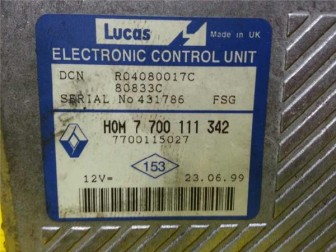 Lucas
Made in UK
ELECTRONIC CONTROL UNIT
DCN R04080017C
80833C
SERIAL No 431786 FSG
HOM 7 700 111 342
7700115027
153
12V= 23.06.99